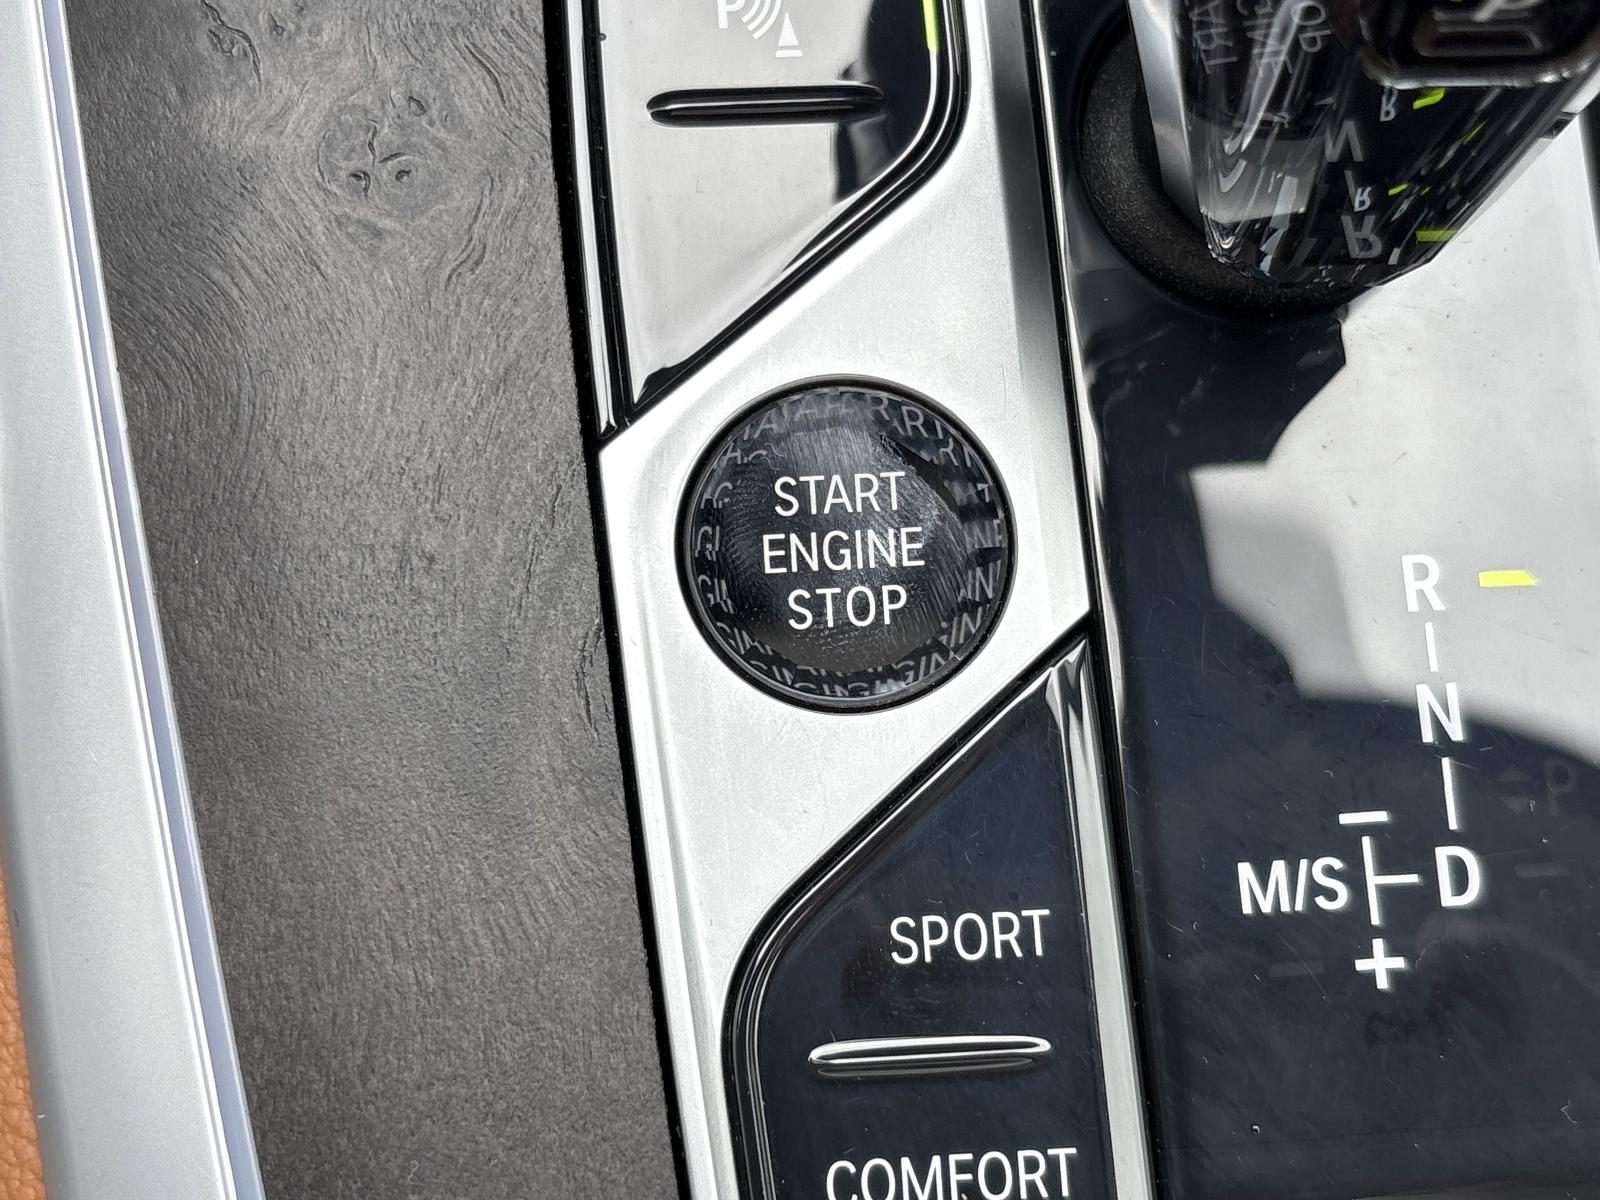 P
START
ENGINE
STOP
R
N
M/S D
+
SPORT
COMFORT